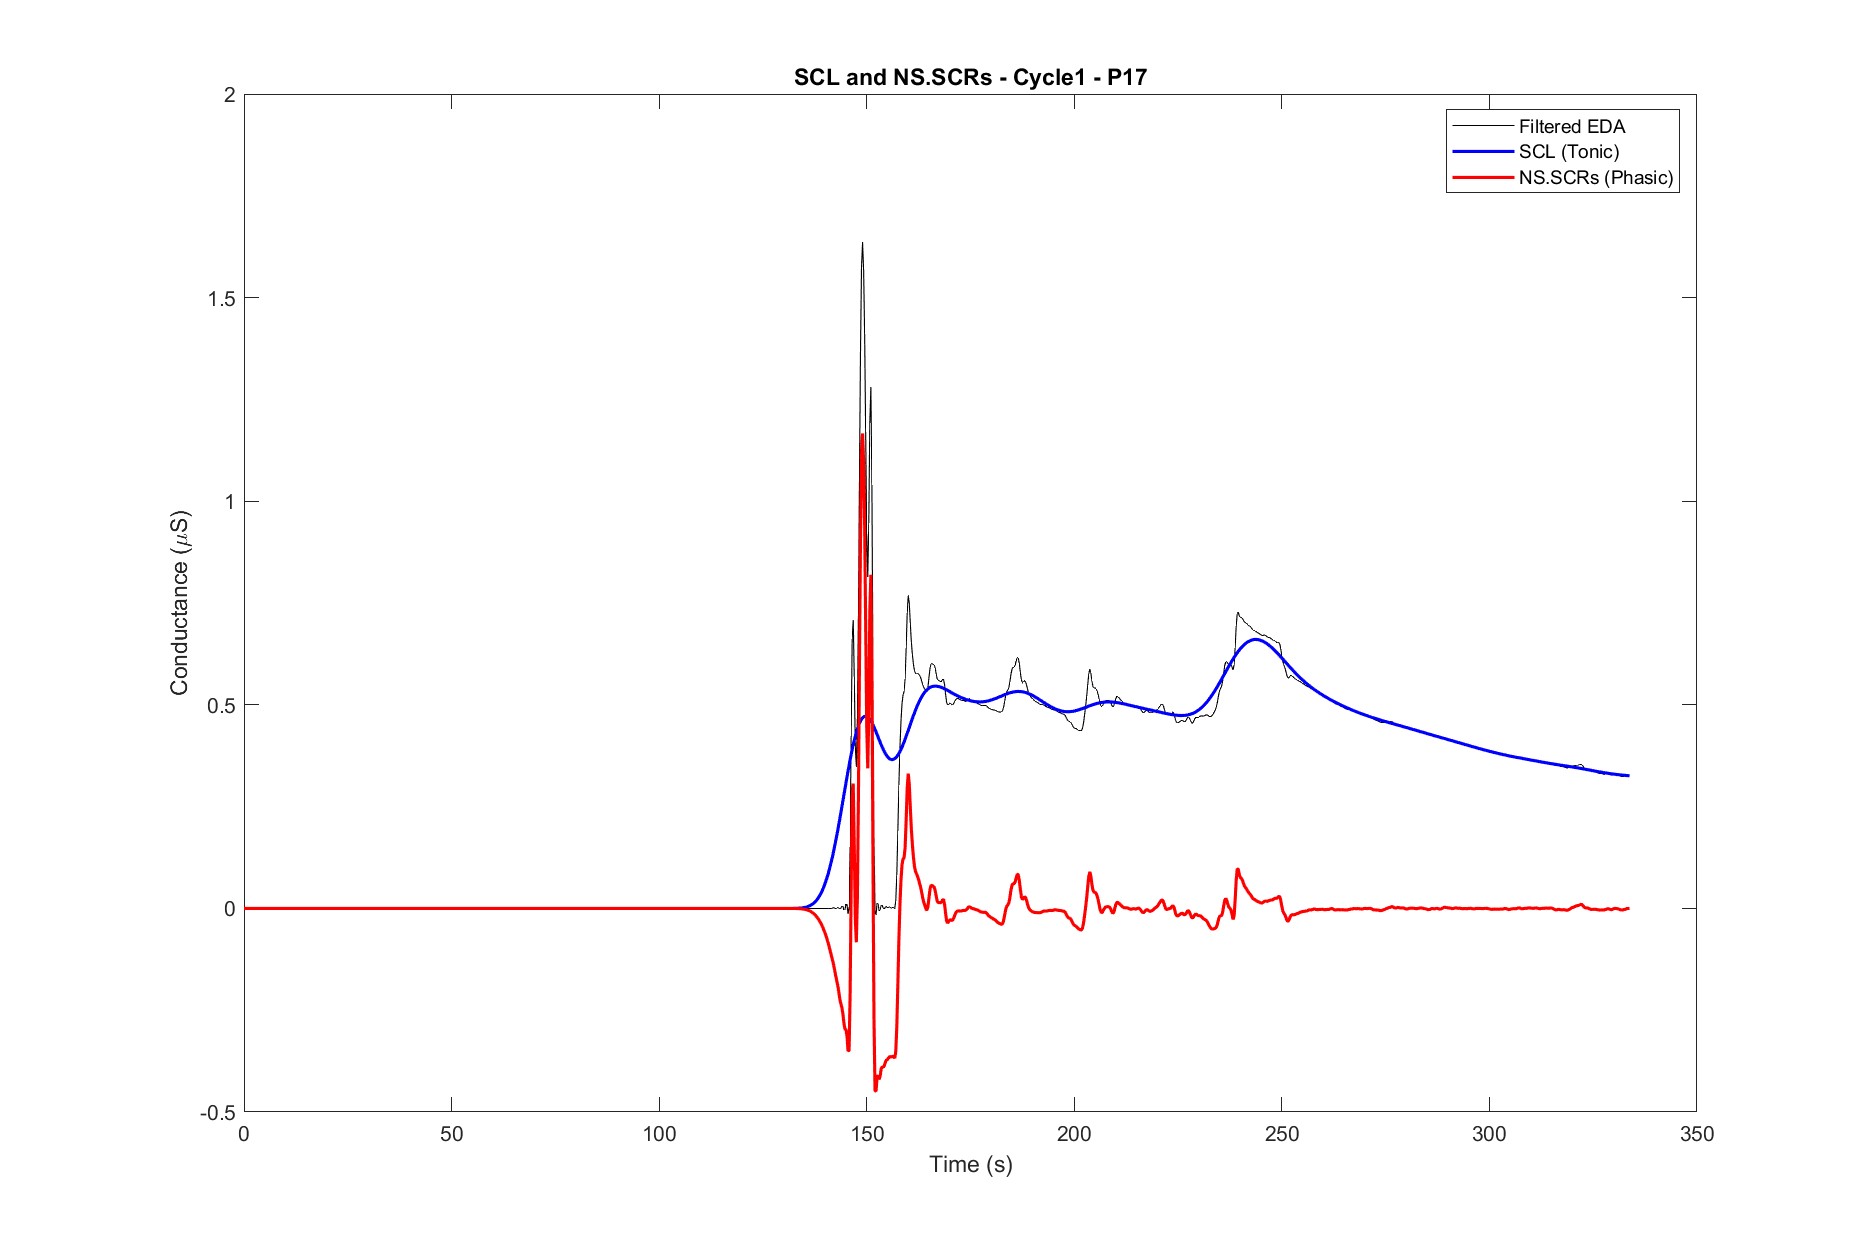 SCL and NS.SCRs - Cycle1 - P17
Filtered EDA
SCL (Tonic)
NS.SCRs (Phasic)
Conductance (μS)
2
1.5
1
0.5
0
-0.5
0 50 100 150 200 250 300 350
Time (s)